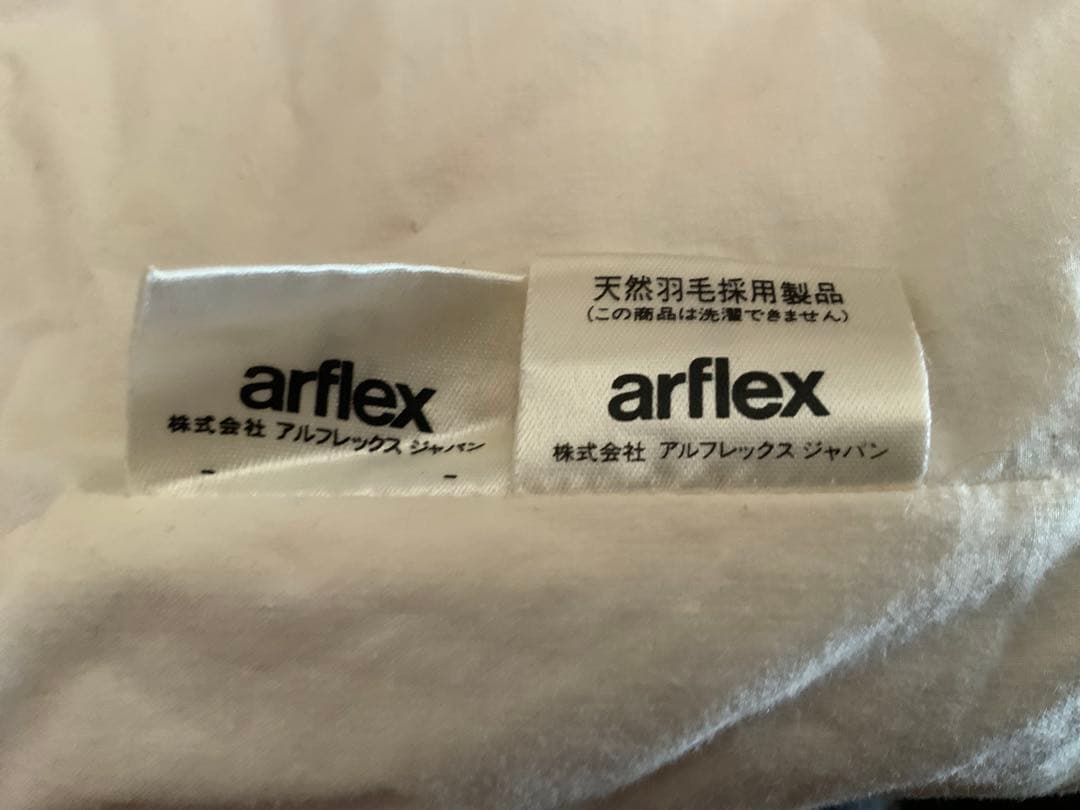 arflex
株式会社 アルフレックス ジャパン
天然羽毛採用製品
(この商品は洗濯できません)
arflex
株式会社 アルフレックス ジャパン